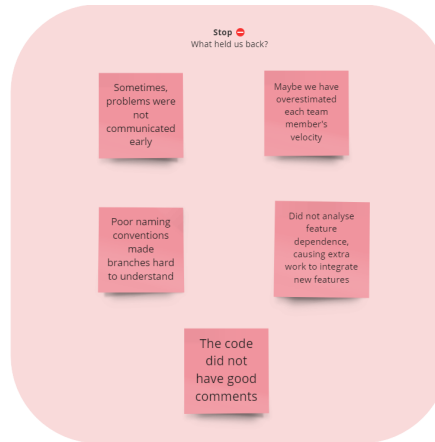 Stop ⛔
What held us back?
Sometimes,
problems were
not
communicated
early
Maybe we have
overestimated
each team
member's
velocity
Poor naming
conventions
made
branches hard
to understand
Did not analyse
feature
dependence,
causing extra
work to integrate
new features
The code
did not
have good
comments